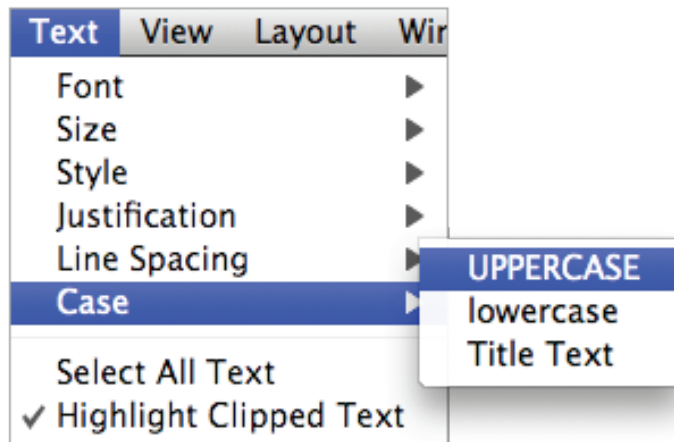 Text View Layout Wir
Font
Size
Style
Justification
Line Spacing
Case
UPPERCASE
lowercase
Title Text
Select All Text
Highlight Clipped Text